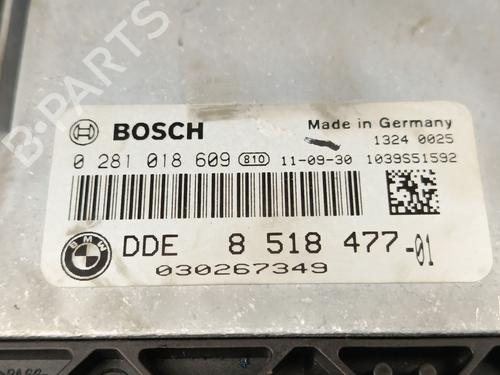 B-PARTS
BOSCH
Made in Germany
1324 0025
0 281 018 609 810 11-09-30 1039S51592
BMW
DDE 8 518 477-01
030267349